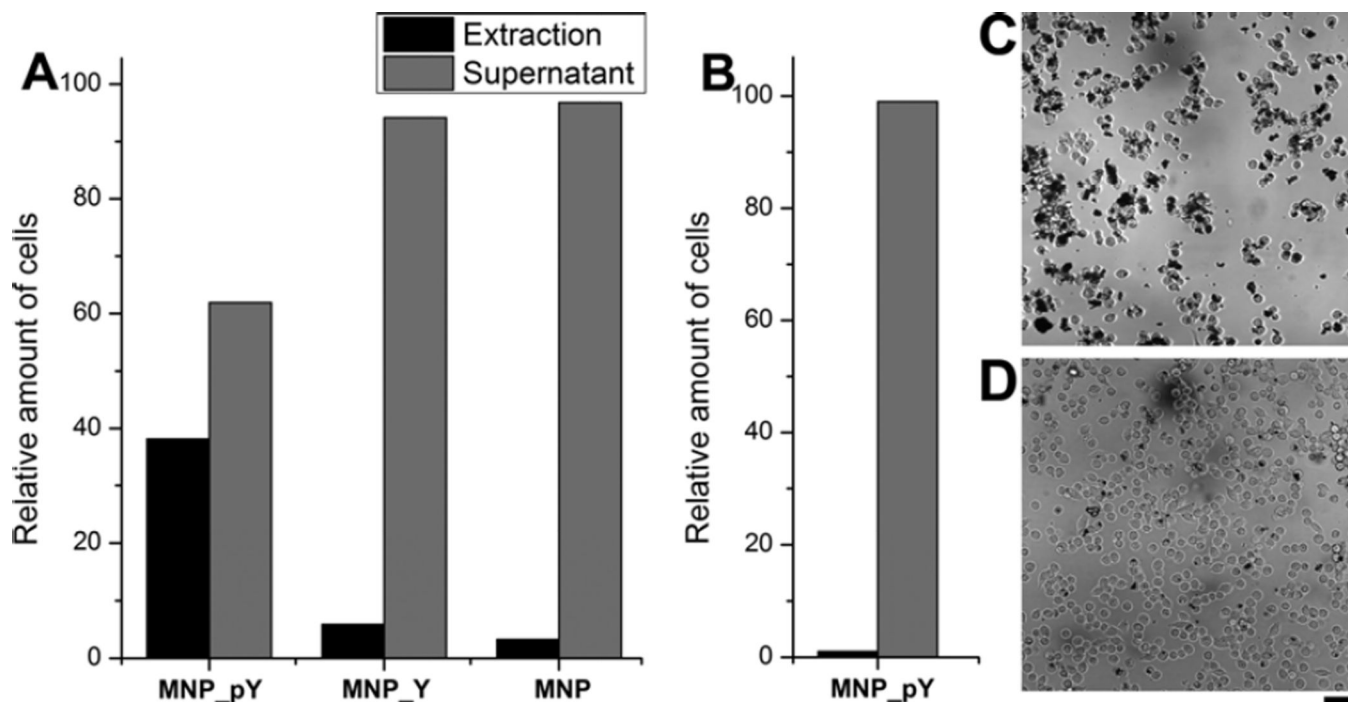 A
Extraction
Supernatant
100
80
60
40
20
0
Relative amount of cells
MNP_pY
MNP_Y
MNP
B
100
80
60
40
20
0
Relative amount of cells
MNP_pY
C
D